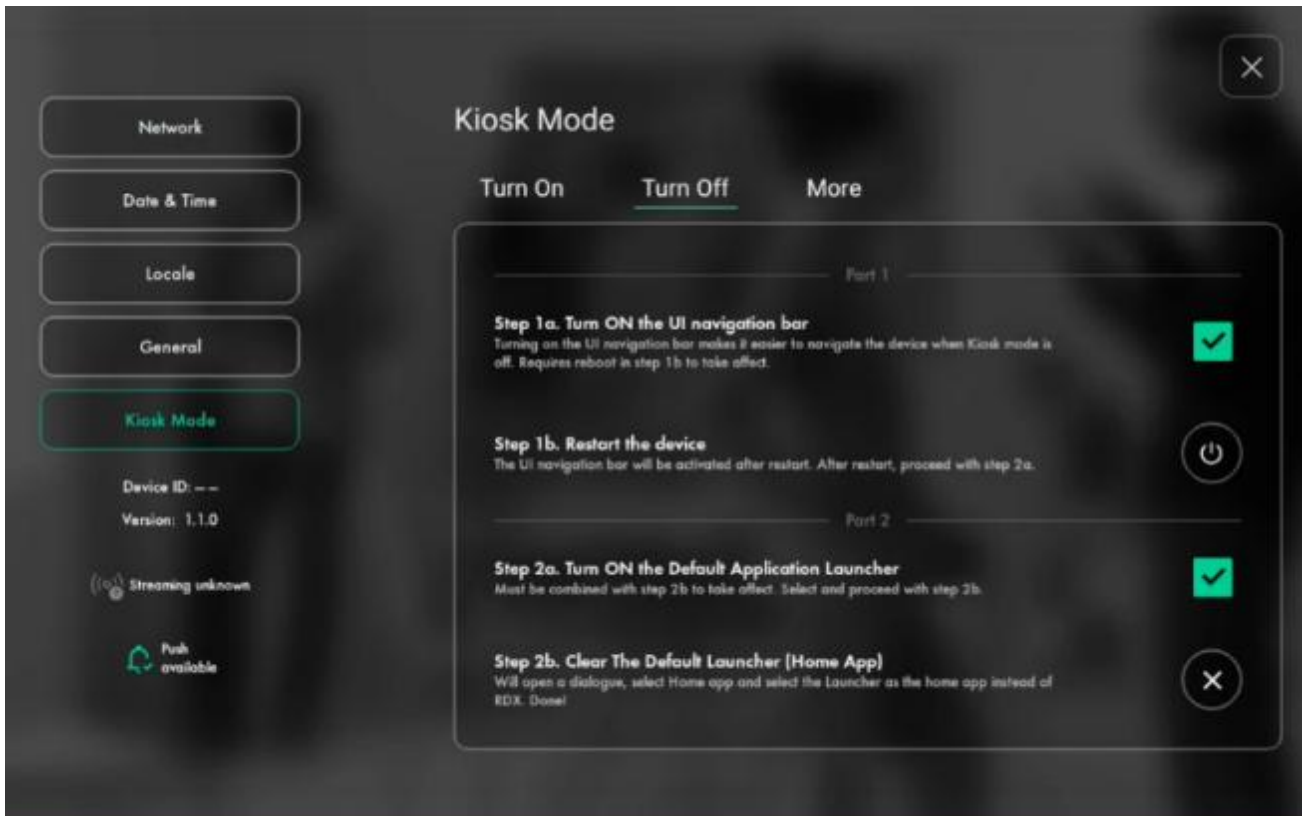 Network
Date & Time
Locale
General
Kiosk Mode
Device ID: – –
Version: 1.1.0
Streaming unknown
Push
available
Kiosk Mode
Turn On
Turn Off
More
Part 1
Step 1a. Turn ON the UI navigation bar
Turning on the UI navigation bar makes it easier to navigate the device when Kiosk mode is
off. Requires reboot in step 1b to take affect.
Step 1b. Restart the device
The UI navigation bar will be activated after restart. After restart, proceed with step 2a.
Part 2
Step 2a. Turn ON the Default Application Launcher
Must be combined with step 2b to take affect. Select and proceed with step 2b.
Step 2b. Clear The Default Launcher (Home App)
Will open a dialogue, select Home app and select the Launcher as the home app instead of
RDX. Done!